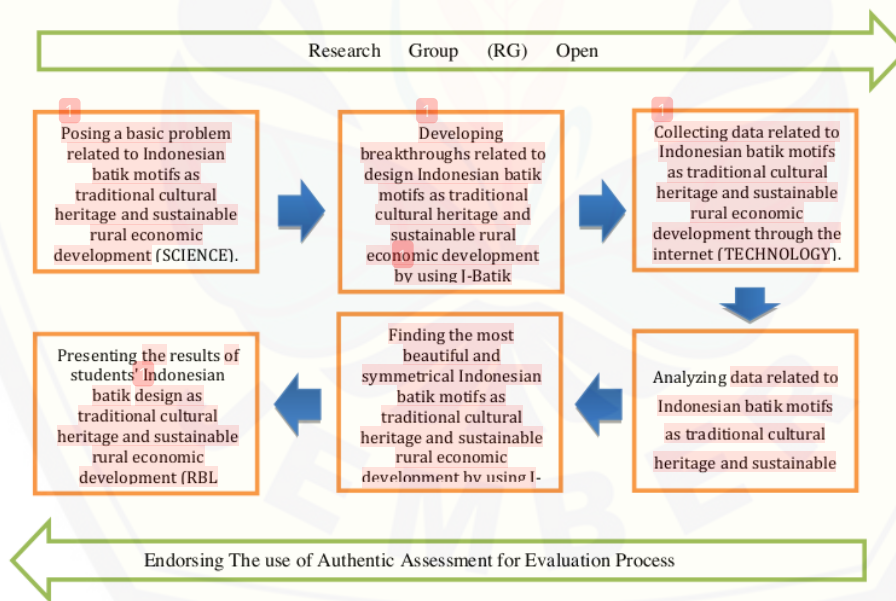 Research Group (RG) Open
1
Posing a basic problem
related to Indonesian
batik motifs as
traditional cultural
heritage and sustainable
rural economic
development (SCIENCE).
1
Developing
breakthroughs related to
design Indonesian batik
motifs as traditional
cultural heritage and
sustainable rural
economic development
by using J-Batik
1
Collecting data related to
Indonesian batik motifs
as traditional cultural
heritage and sustainable
rural economic
development through the
internet (TECHNOLOGY).
Analyzing data related to
Indonesian batik motifs
as traditional cultural
heritage and sustainable
Finding the most
beautiful and
symmetrical Indonesian
batik motifs as
traditional cultural
heritage and sustainable
rural economic
development by using J-
Presenting the results of
students' Indonesian
batik design as
traditional cultural
heritage and sustainable
rural economic
development (RBL
Endorsing The use of Authentic Assessment for Evaluation Process